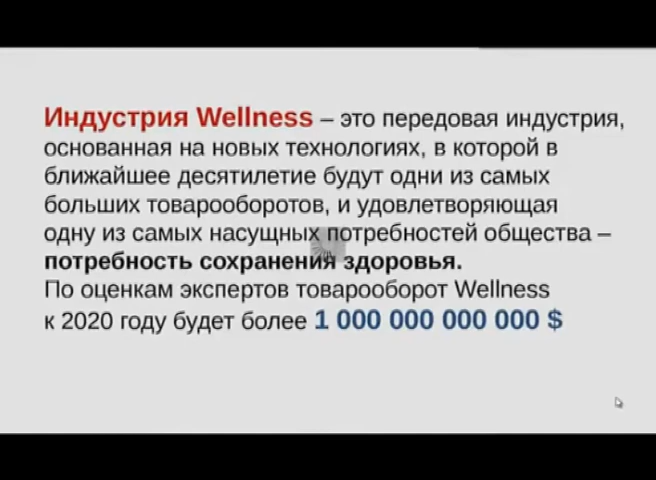 Индустрия Wellness – это передовая индустрия,
основанная на новых технологиях, в которой в
ближайшее десятилетие будут одни из самых
больших товарооборотов, и удовлетворяющая
одну из самых насущных потребностей общества –
потребность сохранения здоровья.
По оценкам экспертов товарооборот Wellness
к 2020 году будет более 1 000 000 000 000 $